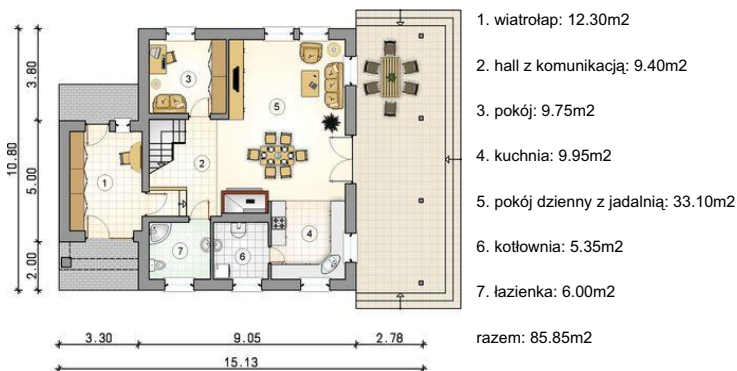 1. wiatrołap: 12.30m2
2. hall z komunikacją: 9.40m2
3. pokój: 9.75m2
4. kuchnia: 9.95m2
5. pokój dzienny z jadalnią: 33.10m2
6. kotłownia: 5.35m2
7. łazienka: 6.00m2
razem: 85.85m2
10.80
3.80
5.00
2.00
3
5
2
1
4
7
6
3.30 9.05 2.78
15.13